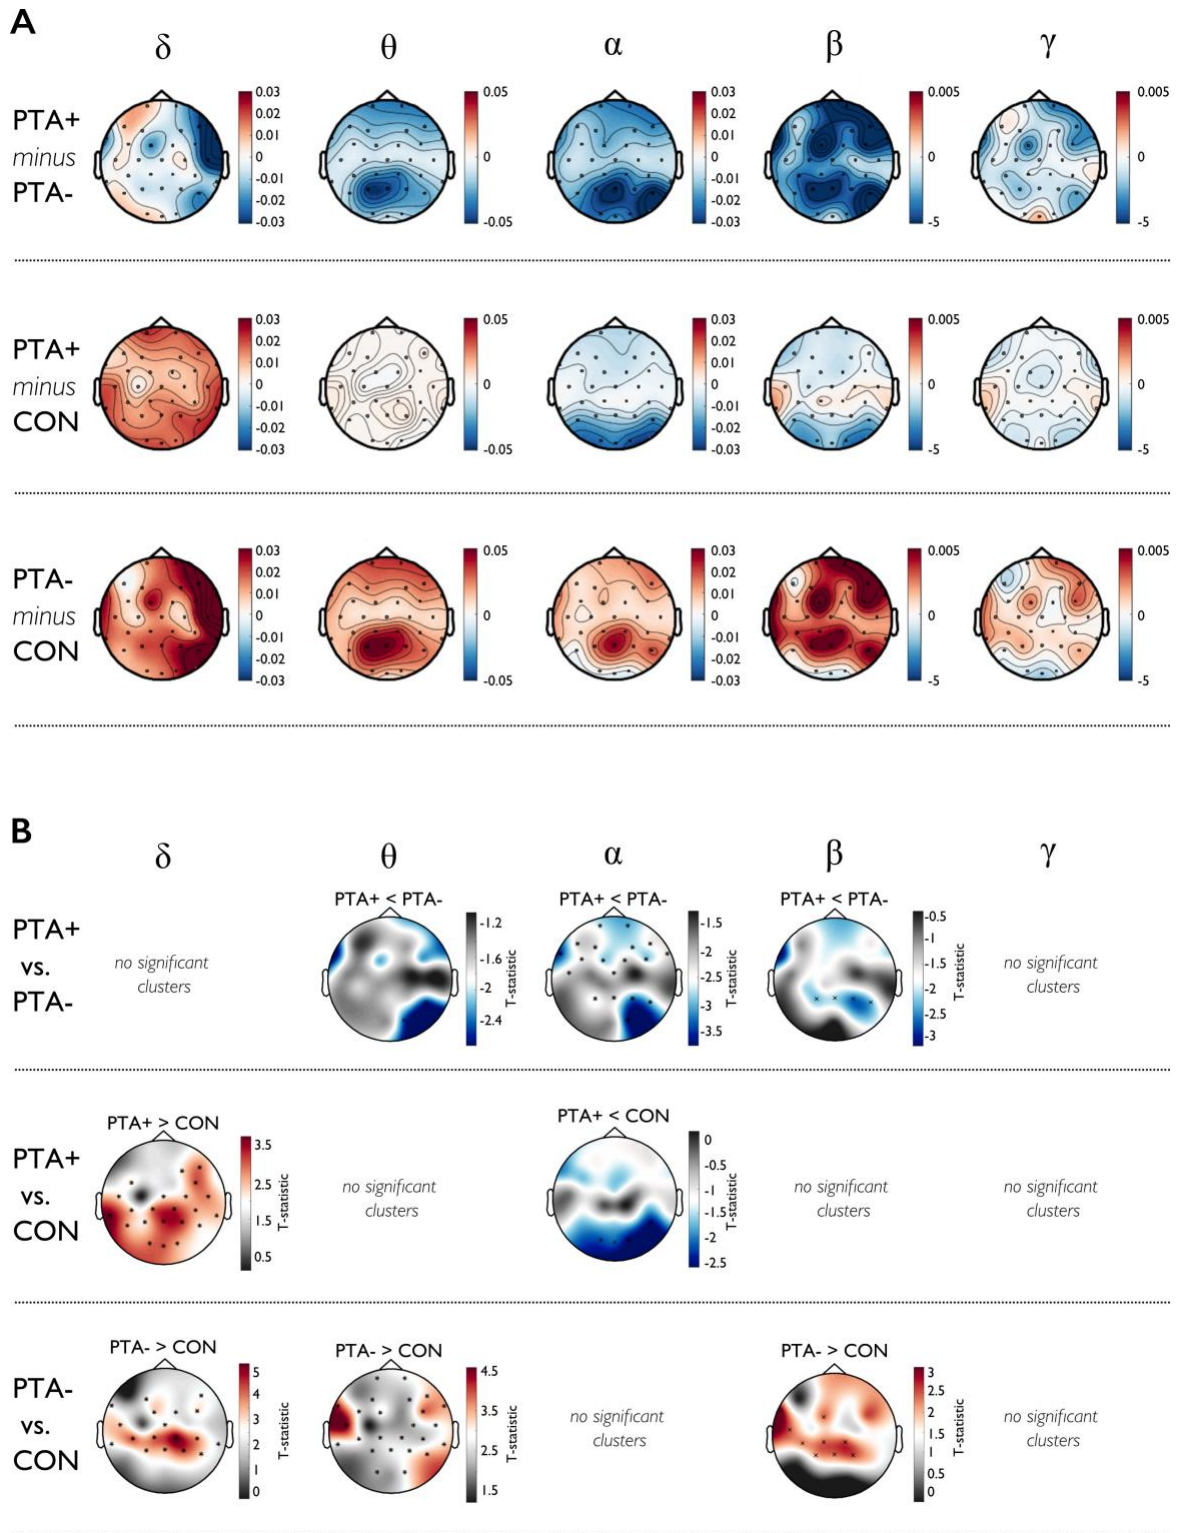 A
δ θ α β γ
PTA+
minus
PTA-
0.03 0.05 0.03 0.005 0.005
0.02 0.02
0.01 0.01
0 0 0 0 0
-0.01 -0.01
-0.02 -0.02
-0.03 -0.05 -0.03 -5 -5
PTA+
minus
CON
0.03 0.05 0.03 0.005 0.005
0.02 0.02
0.01 0.01
0 0 0 0 0
-0.01 -0.01
-0.02 -0.02
-0.03 -0.05 -0.03 -5 -5
PTA-
minus
CON
0.03 0.05 0.03 0.005 0.005
0.02 0.02
0.01 0.01
0 0 0 0 0
-0.01 -0.01
-0.02 -0.02
-0.03 -0.05 -0.03 -5 -5
B
δ θ α β γ
PTA+
vs.
PTA-
no significant
clusters
PTA+ < PTA-
-1.2
-1.6
-2
-2.4
T-statistic
PTA+ < PTA-
-1.5
-2
-2.5
-3
-3.5
T-statistic
PTA+ < PTA-
-0.5
-1
-1.5
-2
-2.5
-3
T-statistic
no significant
clusters
PTA+
vs.
CON
PTA+ > CON
3.5
2.5
1.5
0.5
T-statistic
no significant
clusters
PTA+ < CON
0
-0.5
-1
-1.5
-2
-2.5
T-statistic
no significant
clusters
no significant
clusters
PTA-
vs.
CON
PTA- > CON
5
4
3
2
1
0
T-statistic
PTA- > CON
4.5
3.5
2.5
1.5
T-statistic
no significant
clusters
PTA- > CON
3
2.5
2
1.5
1
0.5
0
T-statistic
no significant
clusters